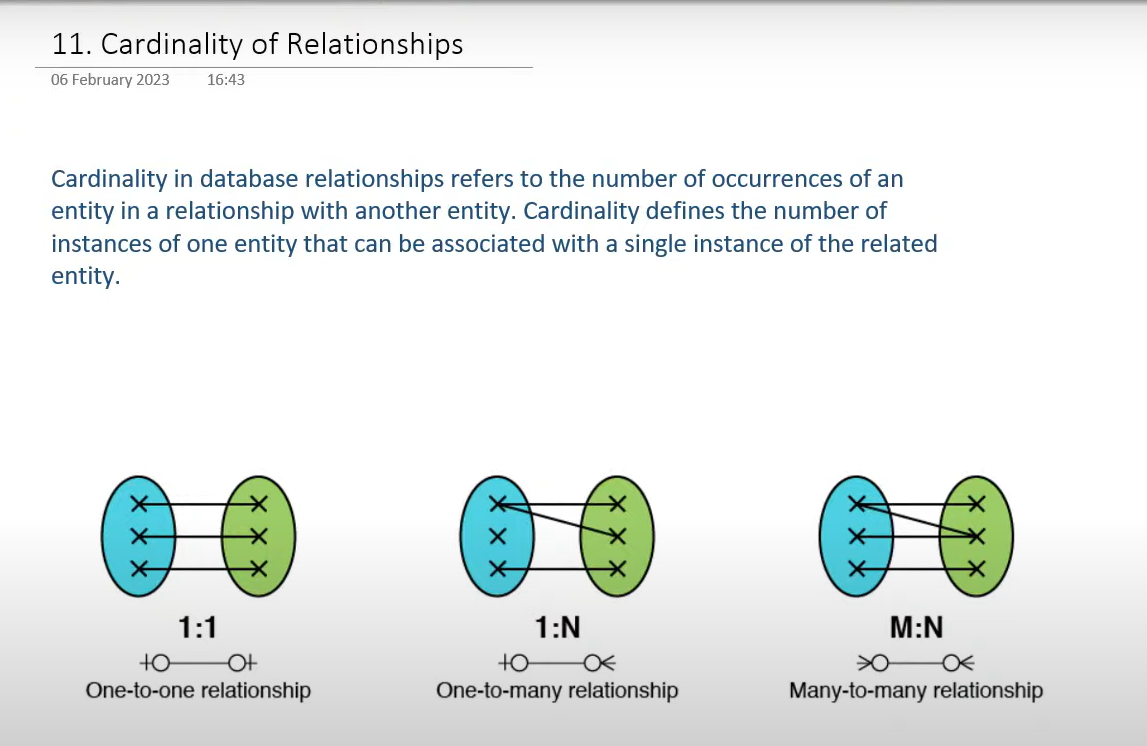 11. Cardinality of Relationships
06 February 2023 16:43
Cardinality in database relationships refers to the number of occurrences of an
entity in a relationship with another entity. Cardinality defines the number of
instances of one entity that can be associated with a single instance of the related
entity.
1:1 1:N M:N
One-to-one relationship One-to-many relationship Many-to-many relationship